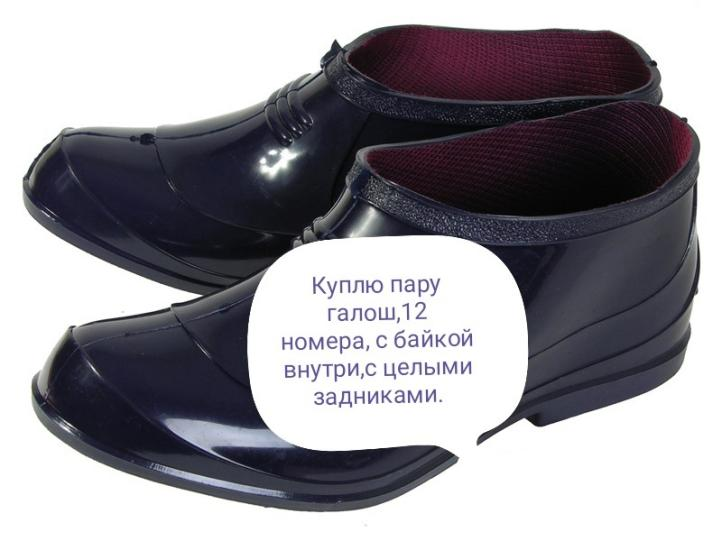 Куплю пару
галош,12
номера, с байкой
внутри,с целыми
задниками.